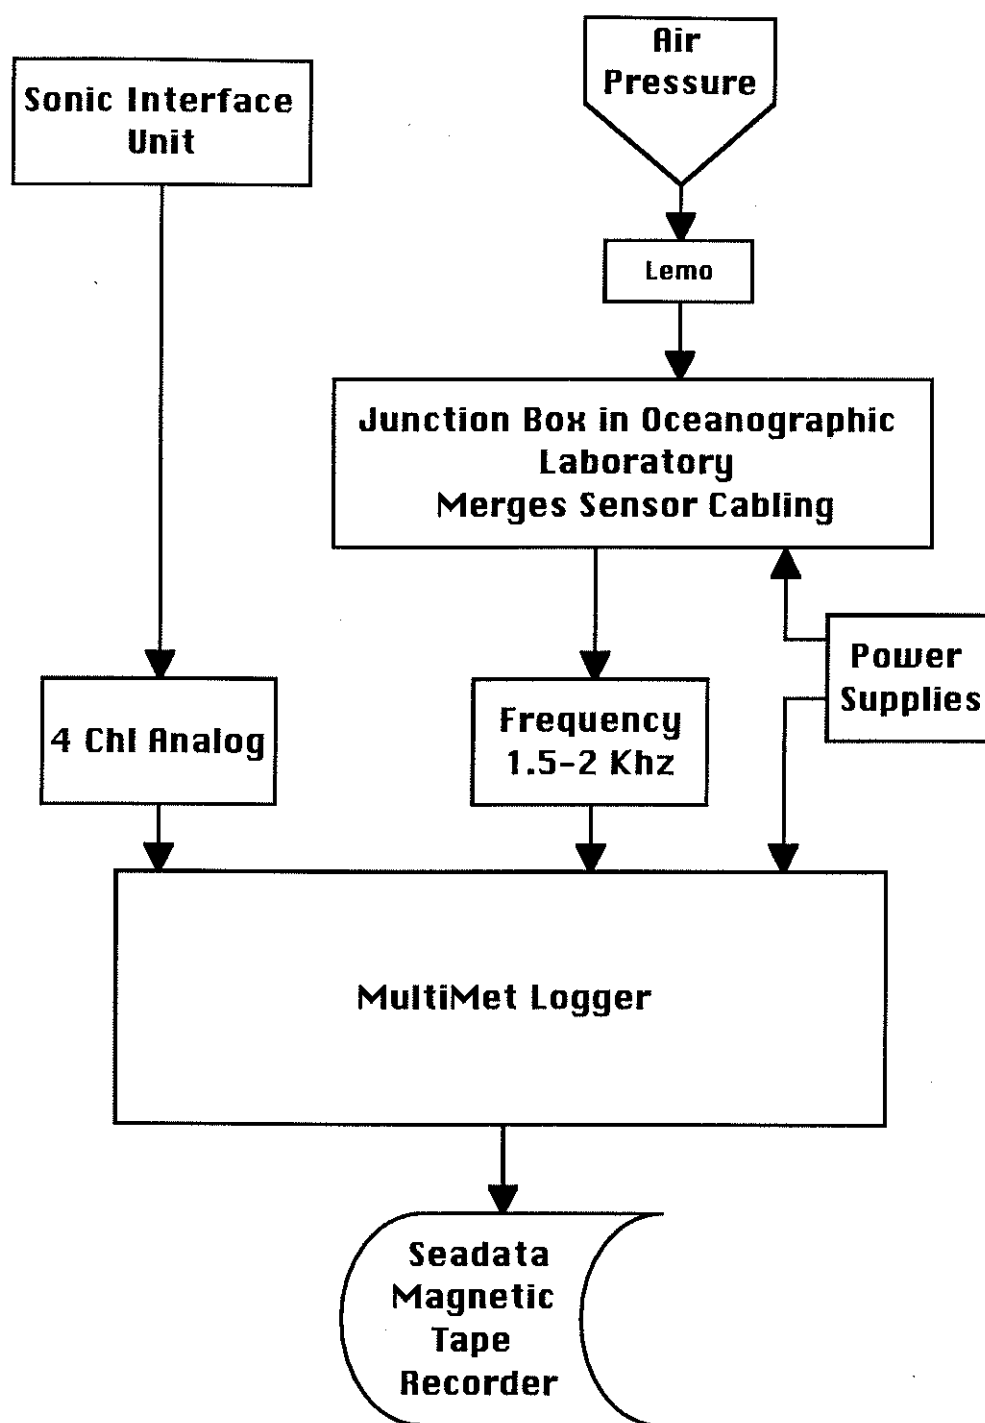 Sonic Interface
Unit
Air
Pressure
Lemo
Junction Box in Oceanographic
Laboratory
Merges Sensor Cabling
Power
Supplies
4 Chl Analog
Frequency
1.5-2 Khz
MultiMet Logger
Seadata
Magnetic
Tape
Recorder